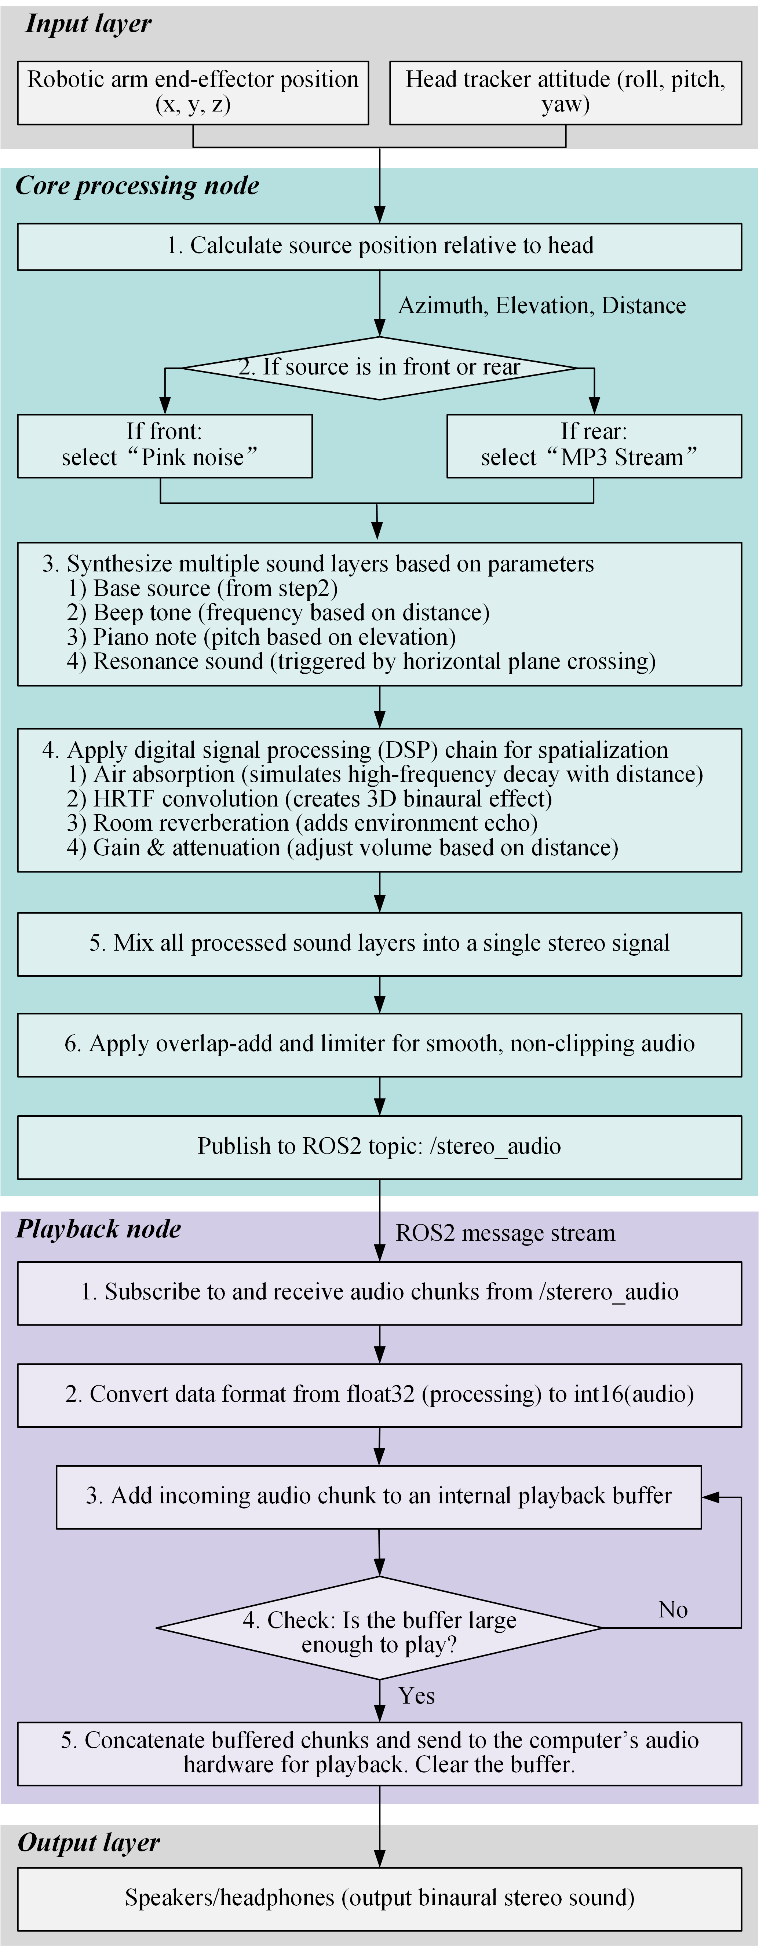 Input layer
Robotic arm end-effector position
(x, y, z)
Head tracker attitude (roll, pitch,
yaw)
Core processing node
1. Calculate source position relative to head
Azimuth, Elevation, Distance
2. If source is in front or rear
If front:
select “Pink noise”
If rear:
select “MP3 Stream”
3. Synthesize multiple sound layers based on parameters
1) Base source (from step2)
2) Beep tone (frequency based on distance)
3) Piano note (pitch based on elevation)
4) Resonance sound (triggered by horizontal plane crossing)
4. Apply digital signal processing (DSP) chain for spatialization
1) Air absorption (simulates high-frequency decay with distance)
2) HRTF convolution (creates 3D binaural effect)
3) Room reverberation (adds environment echo)
4) Gain & attenuation (adjust volume based on distance)
5. Mix all processed sound layers into a single stereo signal
6. Apply overlap-add and limiter for smooth, non-clipping audio
Publish to ROS2 topic: /stereo_audio
Playback node
ROS2 message stream
1. Subscribe to and receive audio chunks from /sterero_audio
2. Convert data format from float32 (processing) to int16(audio)
3. Add incoming audio chunk to an internal playback buffer
4. Check: Is the buffer large
enough to play?
No
Yes
5. Concatenate buffered chunks and send to the computer’s audio
hardware for playback. Clear the buffer.
Output layer
Speakers/headphones (output binaural stereo sound)